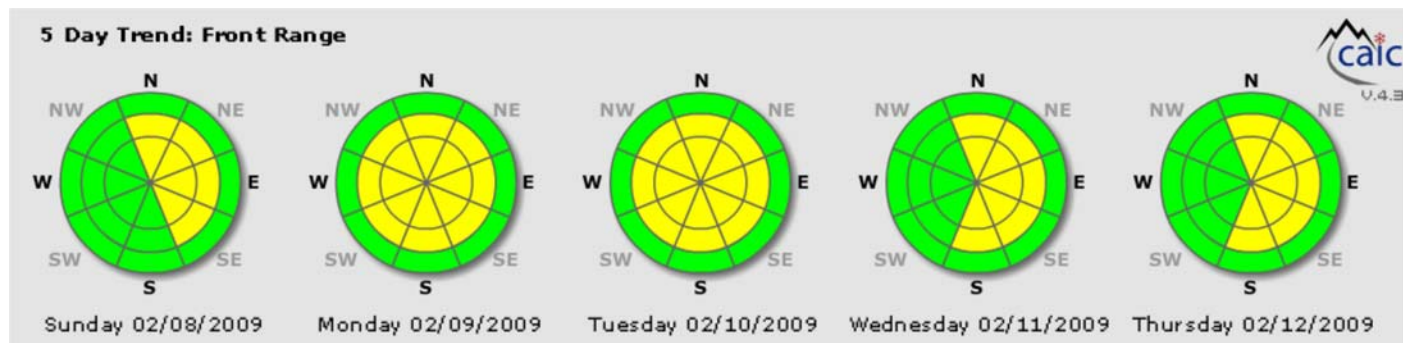 5 Day Trend: Front Range
caic
v.4.3
N N N N N
NW NE NW NE NW NE NW NE NW NE
W E W E W E W E W E
SW SE SW SE SW SE SW SE SW SE
S S S S S
Sunday 02/08/2009 Monday 02/09/2009 Tuesday 02/10/2009 Wednesday 02/11/2009 Thursday 02/12/2009